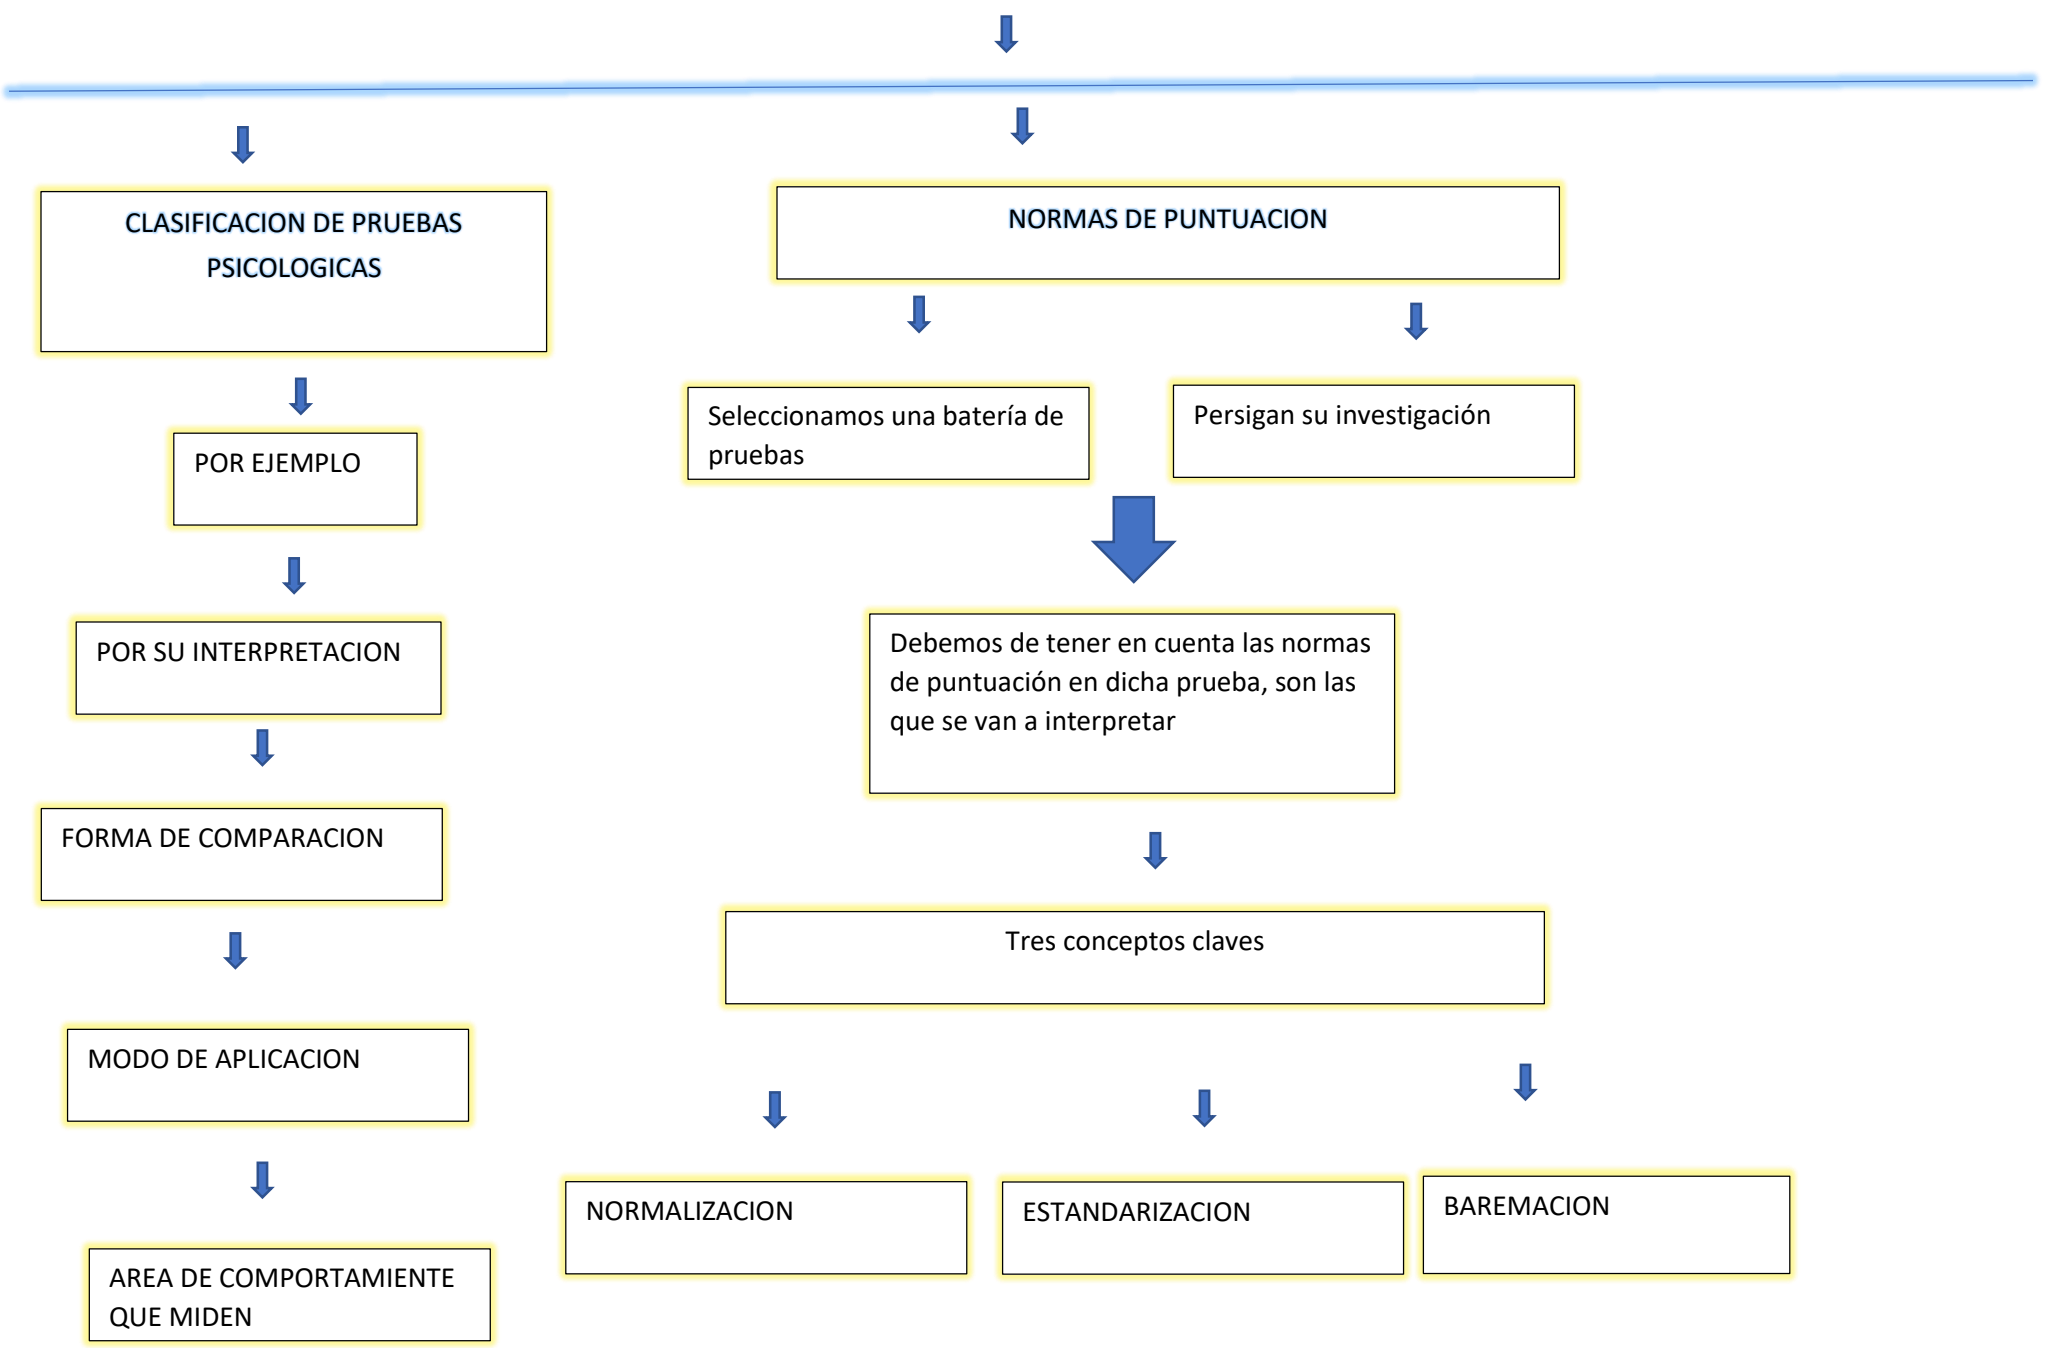 CLASIFICACION DE PRUEBAS
PSICOLOGICAS
POR EJEMPLO
POR SU INTERPRETACION
FORMA DE COMPARACION
MODO DE APLICACION
AREA DE COMPORTAMIENTE
QUE MIDEN
NORMAS DE PUNTUACION
Seleccionamos una batería de
pruebas
Persigan su investigación
Debemos de tener en cuenta las normas
de puntuación en dicha prueba, son las
que se van a interpretar
Tres conceptos claves
NORMALIZACION
ESTANDARIZACION
BAREMACION